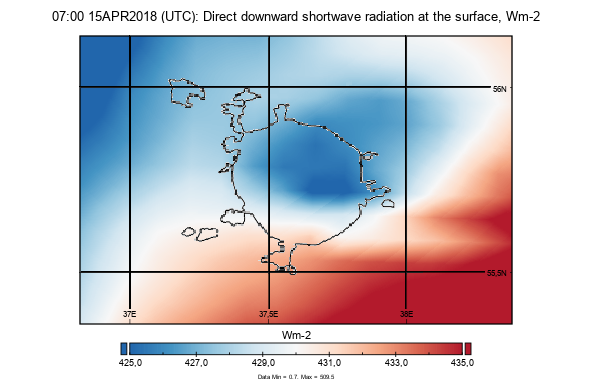 07:00 15APR2018 (UTC): Direct downward shortwave radiation at the surface, Wm-2
56N
55,5N
37E 37,5E 38E
Wm-2
425,0 427,0 429,0 431,0 433,0 435,0
Data Min = 0.7, Max = 509.5